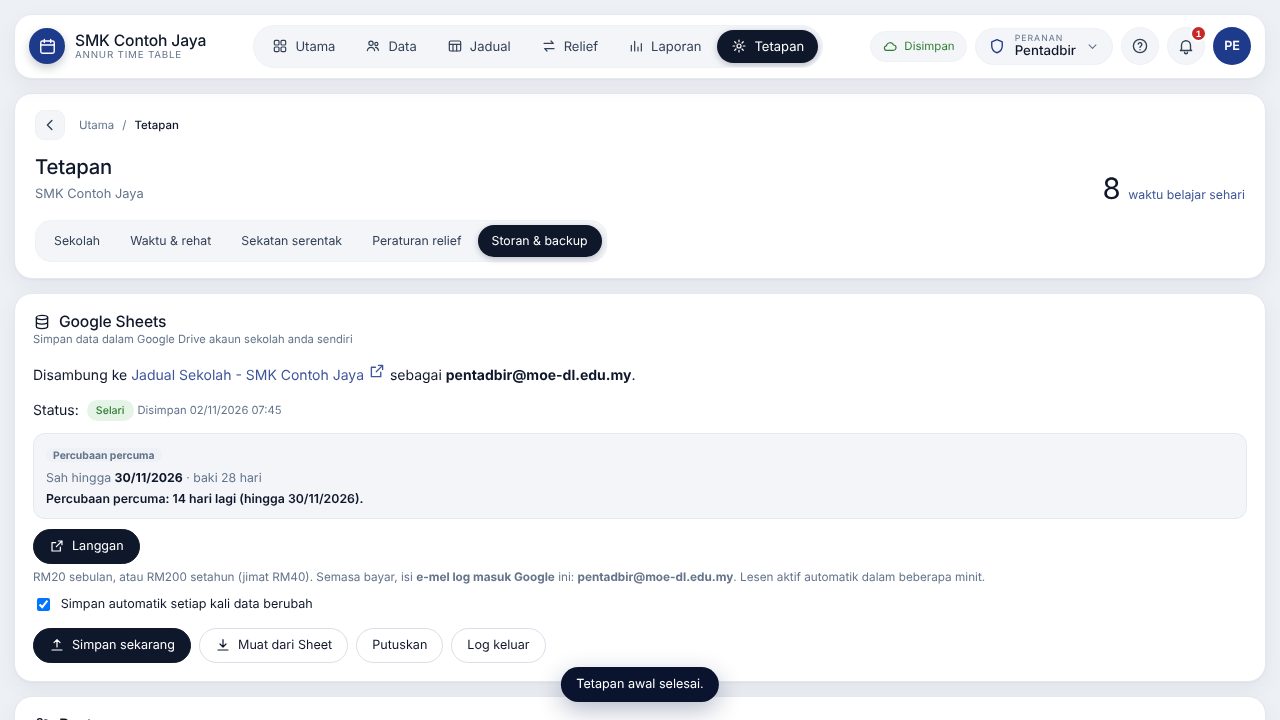 SMK Contoh Jaya
ANNUR TIME TABLE
Utama
Data
Jadual
Relief
Laporan
Tetapan
Disimpan
PERANAN
Pentadbir
1
PE
Utama / Tetapan
Tetapan
SMK Contoh Jaya
8 waktu belajar sehari
Sekolah
Waktu & rehat
Sekatan serentak
Peraturan relief
Storan & backup
Google Sheets
Simpan data dalam Google Drive akaun sekolah anda sendiri
Disambung ke Jadual Sekolah - SMK Contoh Jaya sebagai pentadbir@moe-dl.edu.my.
Status: Selari Disimpan 02/11/2026 07:45
Percubaan percuma
Sah hingga 30/11/2026 · baki 28 hari
Percubaan percuma: 14 hari lagi (hingga 30/11/2026).
Langgan
RM20 sebulan, atau RM200 setahun (jimat RM40). Semasa bayar, isi e-mel log masuk Google ini: pentadbir@moe-dl.edu.my. Lesen aktif automatik dalam beberapa minit.
Simpan automatik setiap kali data berubah
Simpan sekarang
Muat dari Sheet
Putuskan
Log keluar
Tetapan awal selesai.